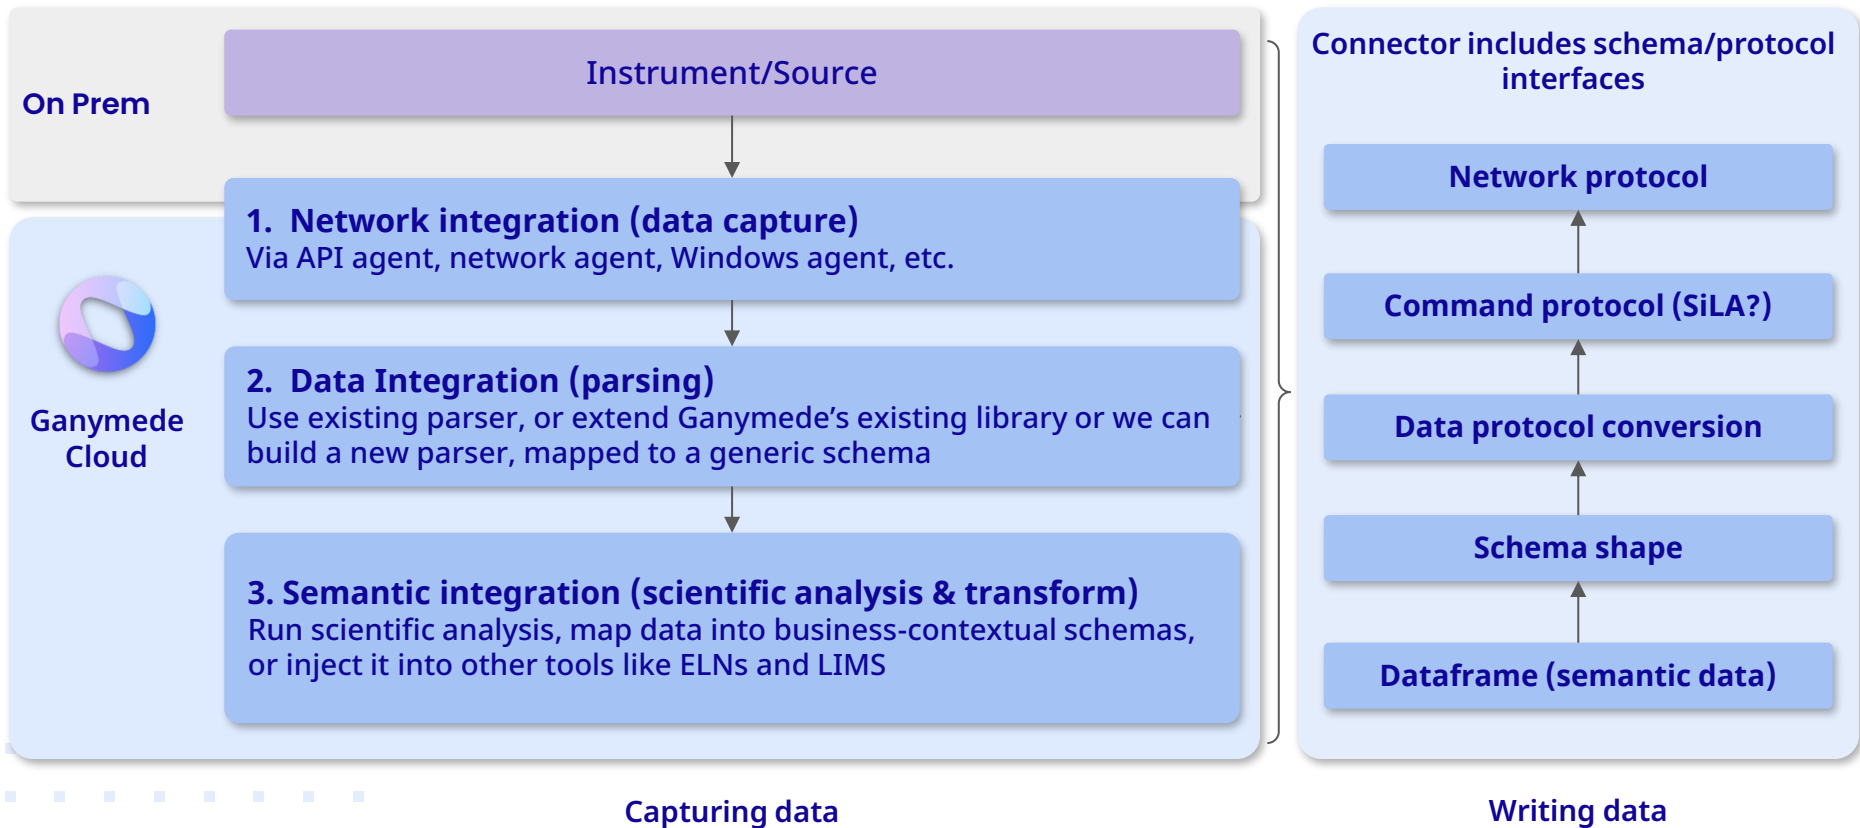 On Prem
Instrument/Source
1. Network integration (data capture)
Via API agent, network agent, Windows agent, etc.
Ganymede
Cloud
2. Data Integration (parsing)
Use existing parser, or extend Ganymede’s existing library or we can
build a new parser, mapped to a generic schema
3. Semantic integration (scientific analysis & transform)
Run scientific analysis, map data into business-contextual schemas,
or inject it into other tools like ELNs and LIMS
Capturing data
Connector includes schema/protocol
interfaces
Network protocol
Command protocol (SiLA?)
Data protocol conversion
Schema shape
Dataframe (semantic data)
Writing data